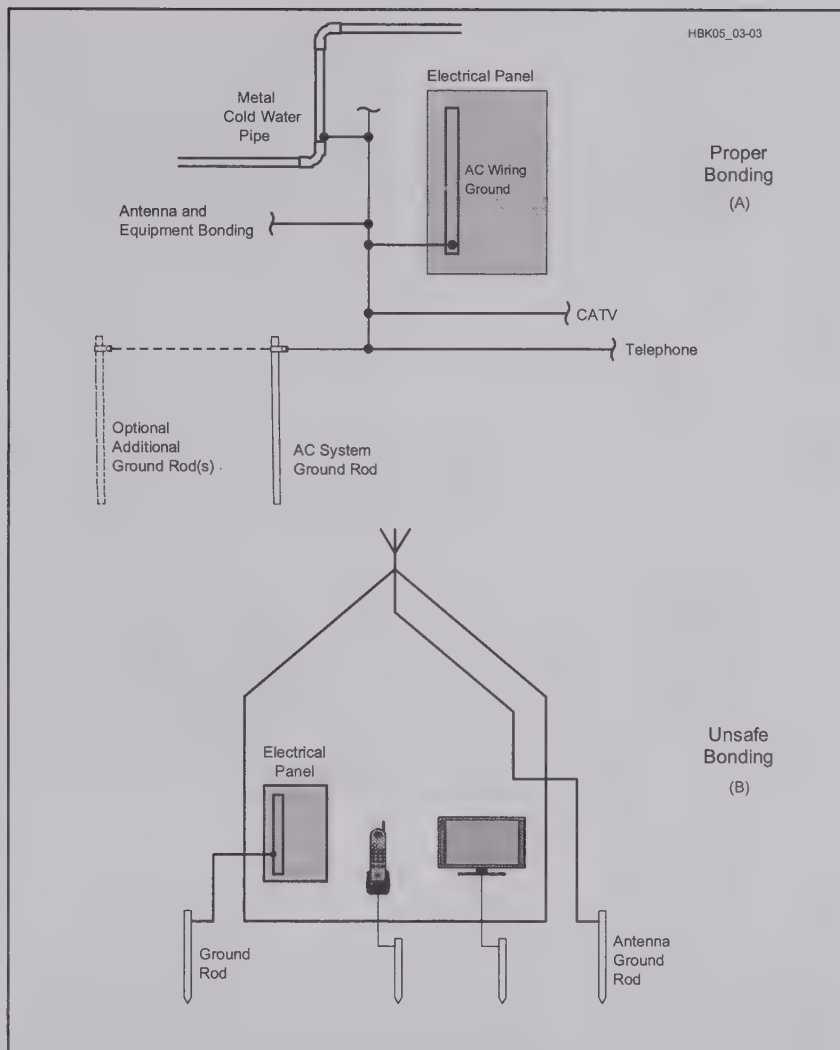 HBK05_03-03
Electrical Panel
Metal
Cold Water
Pipe
AC Wiring
Ground
Proper
Bonding
(A)
Antenna and
Equipment Bonding
CATV
Telephone
Optional
Additional
Ground Rod(s)
AC System
Ground Rod
Unsafe
Bonding
(B)
Electrical
Panel
Ground
Rod
Antenna
Ground
Rod